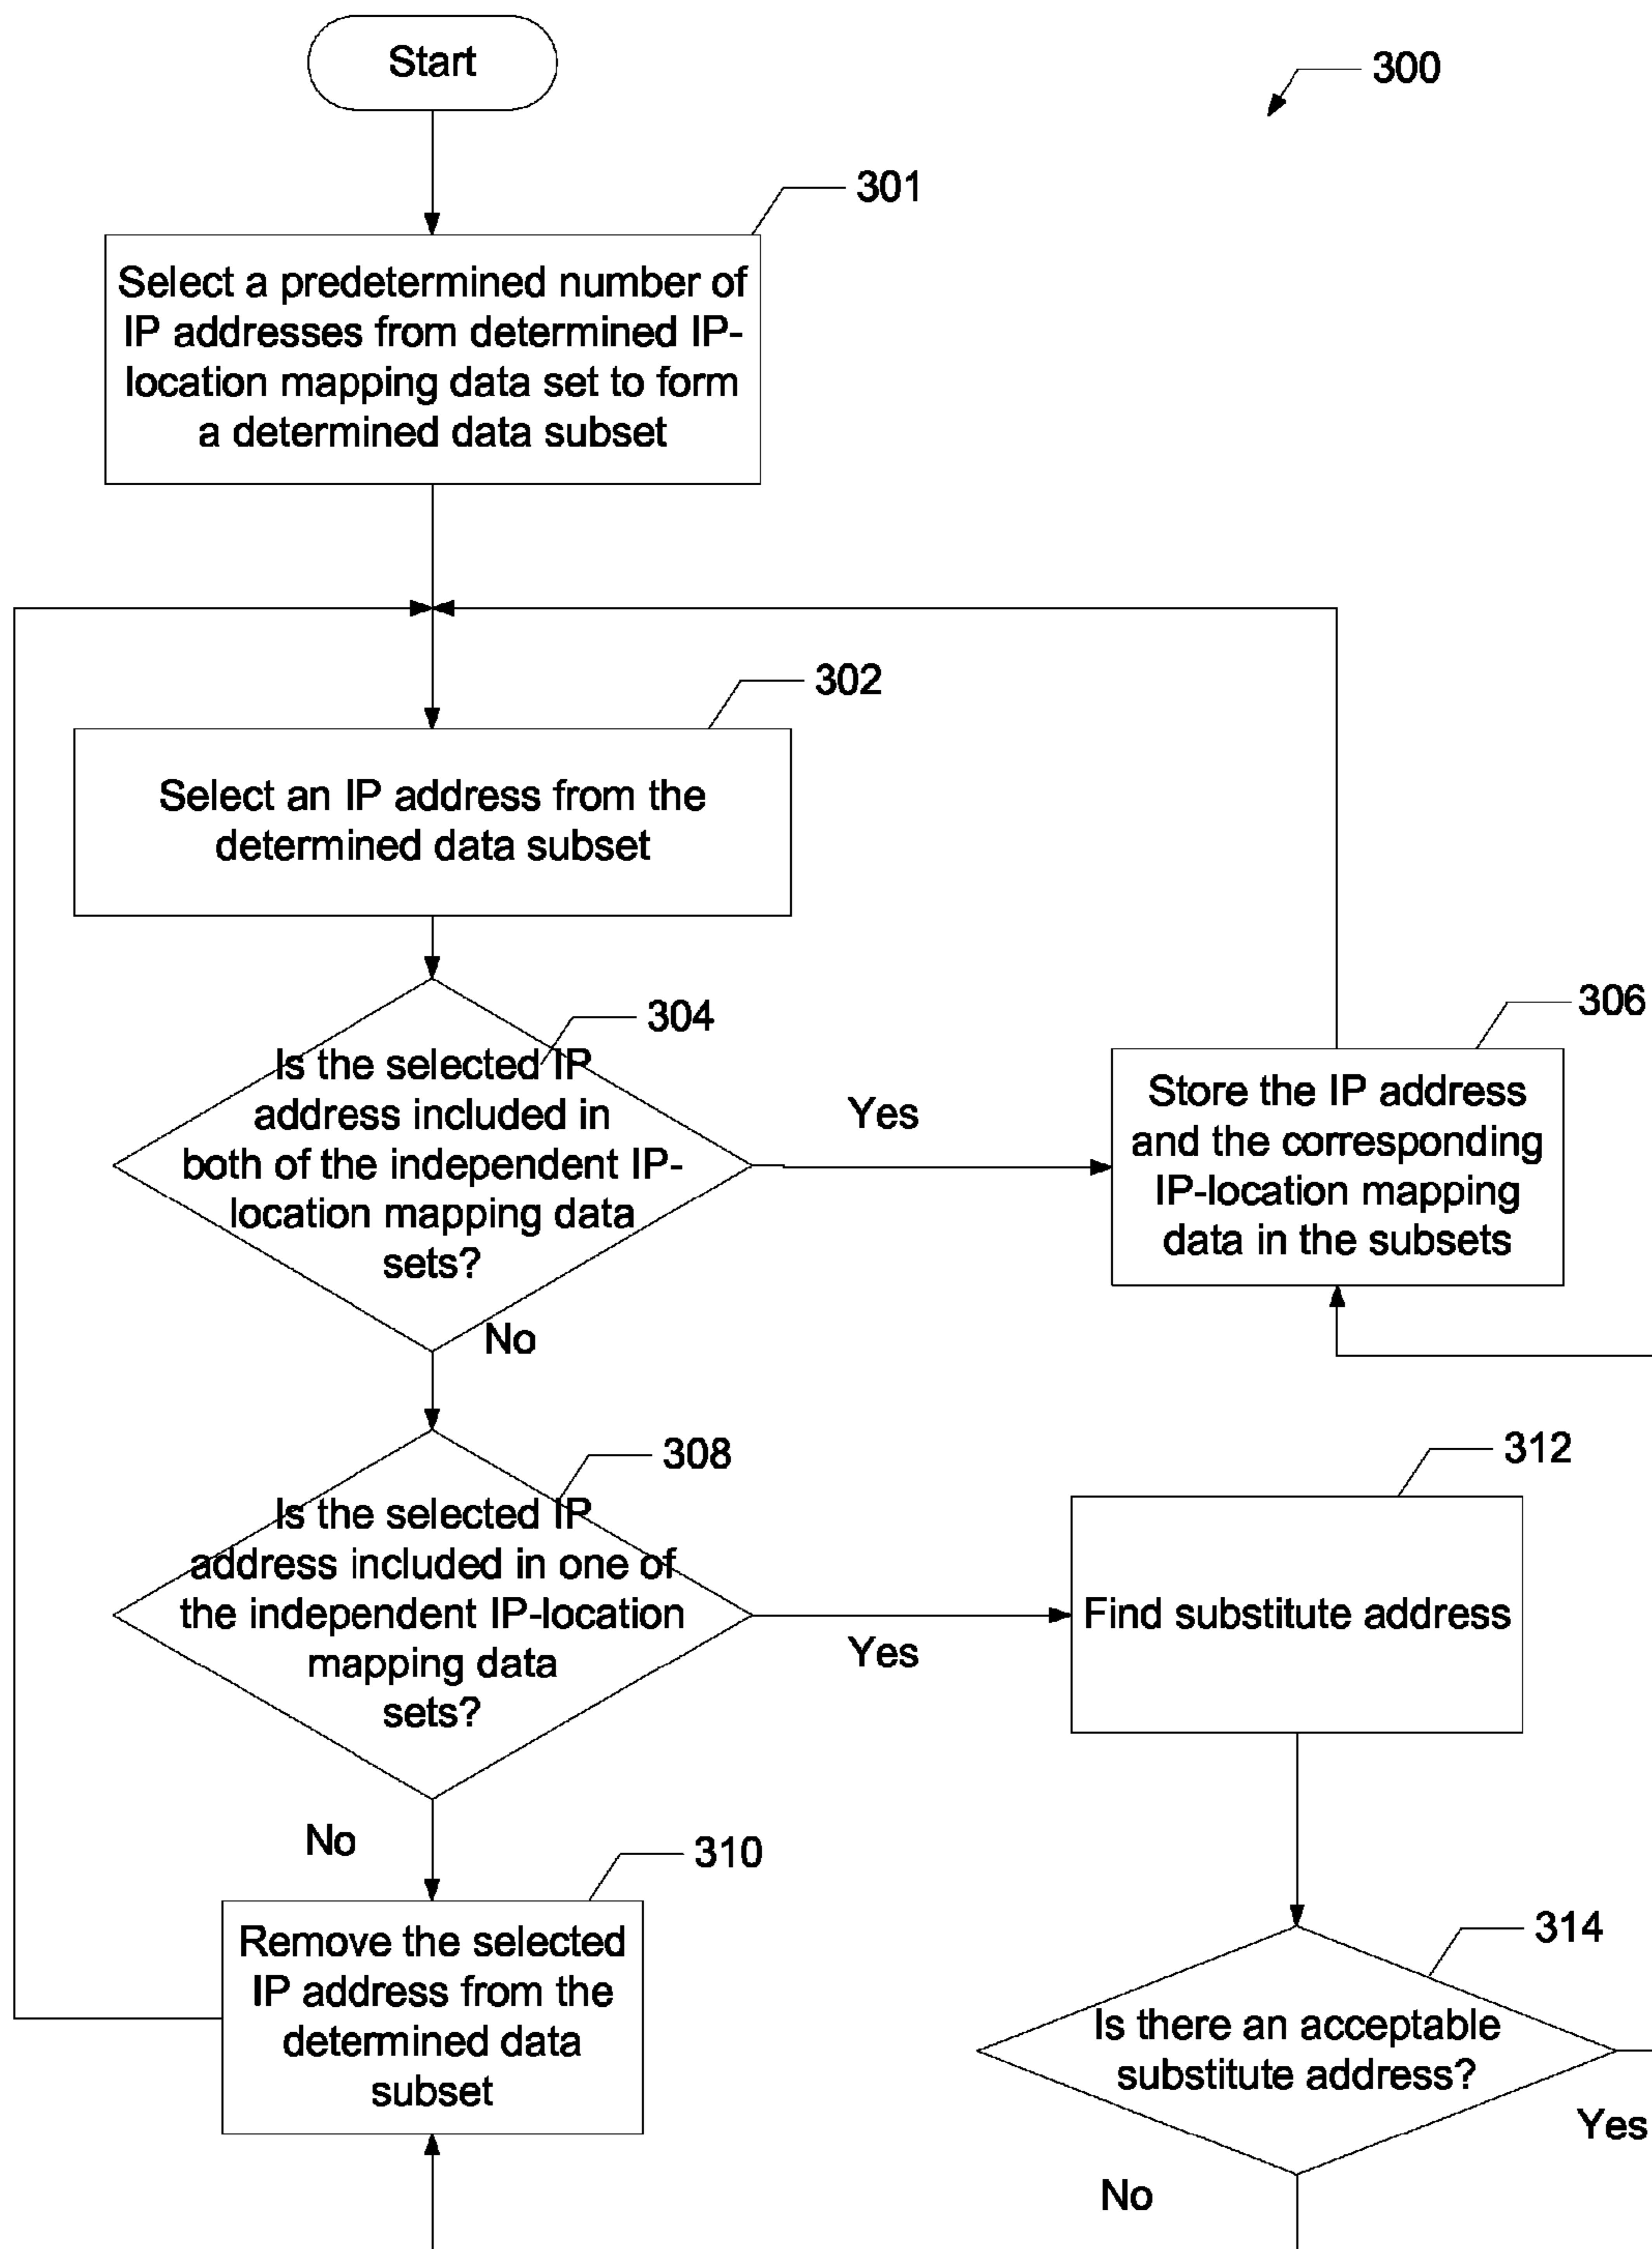 Start
300
301
Select a predetermined number of
IP addresses from determined IP-
location mapping data set to form
a determined data subset
302
Select an IP address from the
determined data subset
304
Is the selected IP
address included in
both of the independent IP-
location mapping data
sets?
Yes
306
Store the IP address
and the corresponding
IP-location mapping
data in the subsets
No
308
Is the selected IP
address included in one of
the independent IP-location
mapping data
sets?
Yes
312
Find substitute address
No
310
Remove the selected
IP address from the
determined data
subset
314
Is there an acceptable
substitute address?
Yes
No